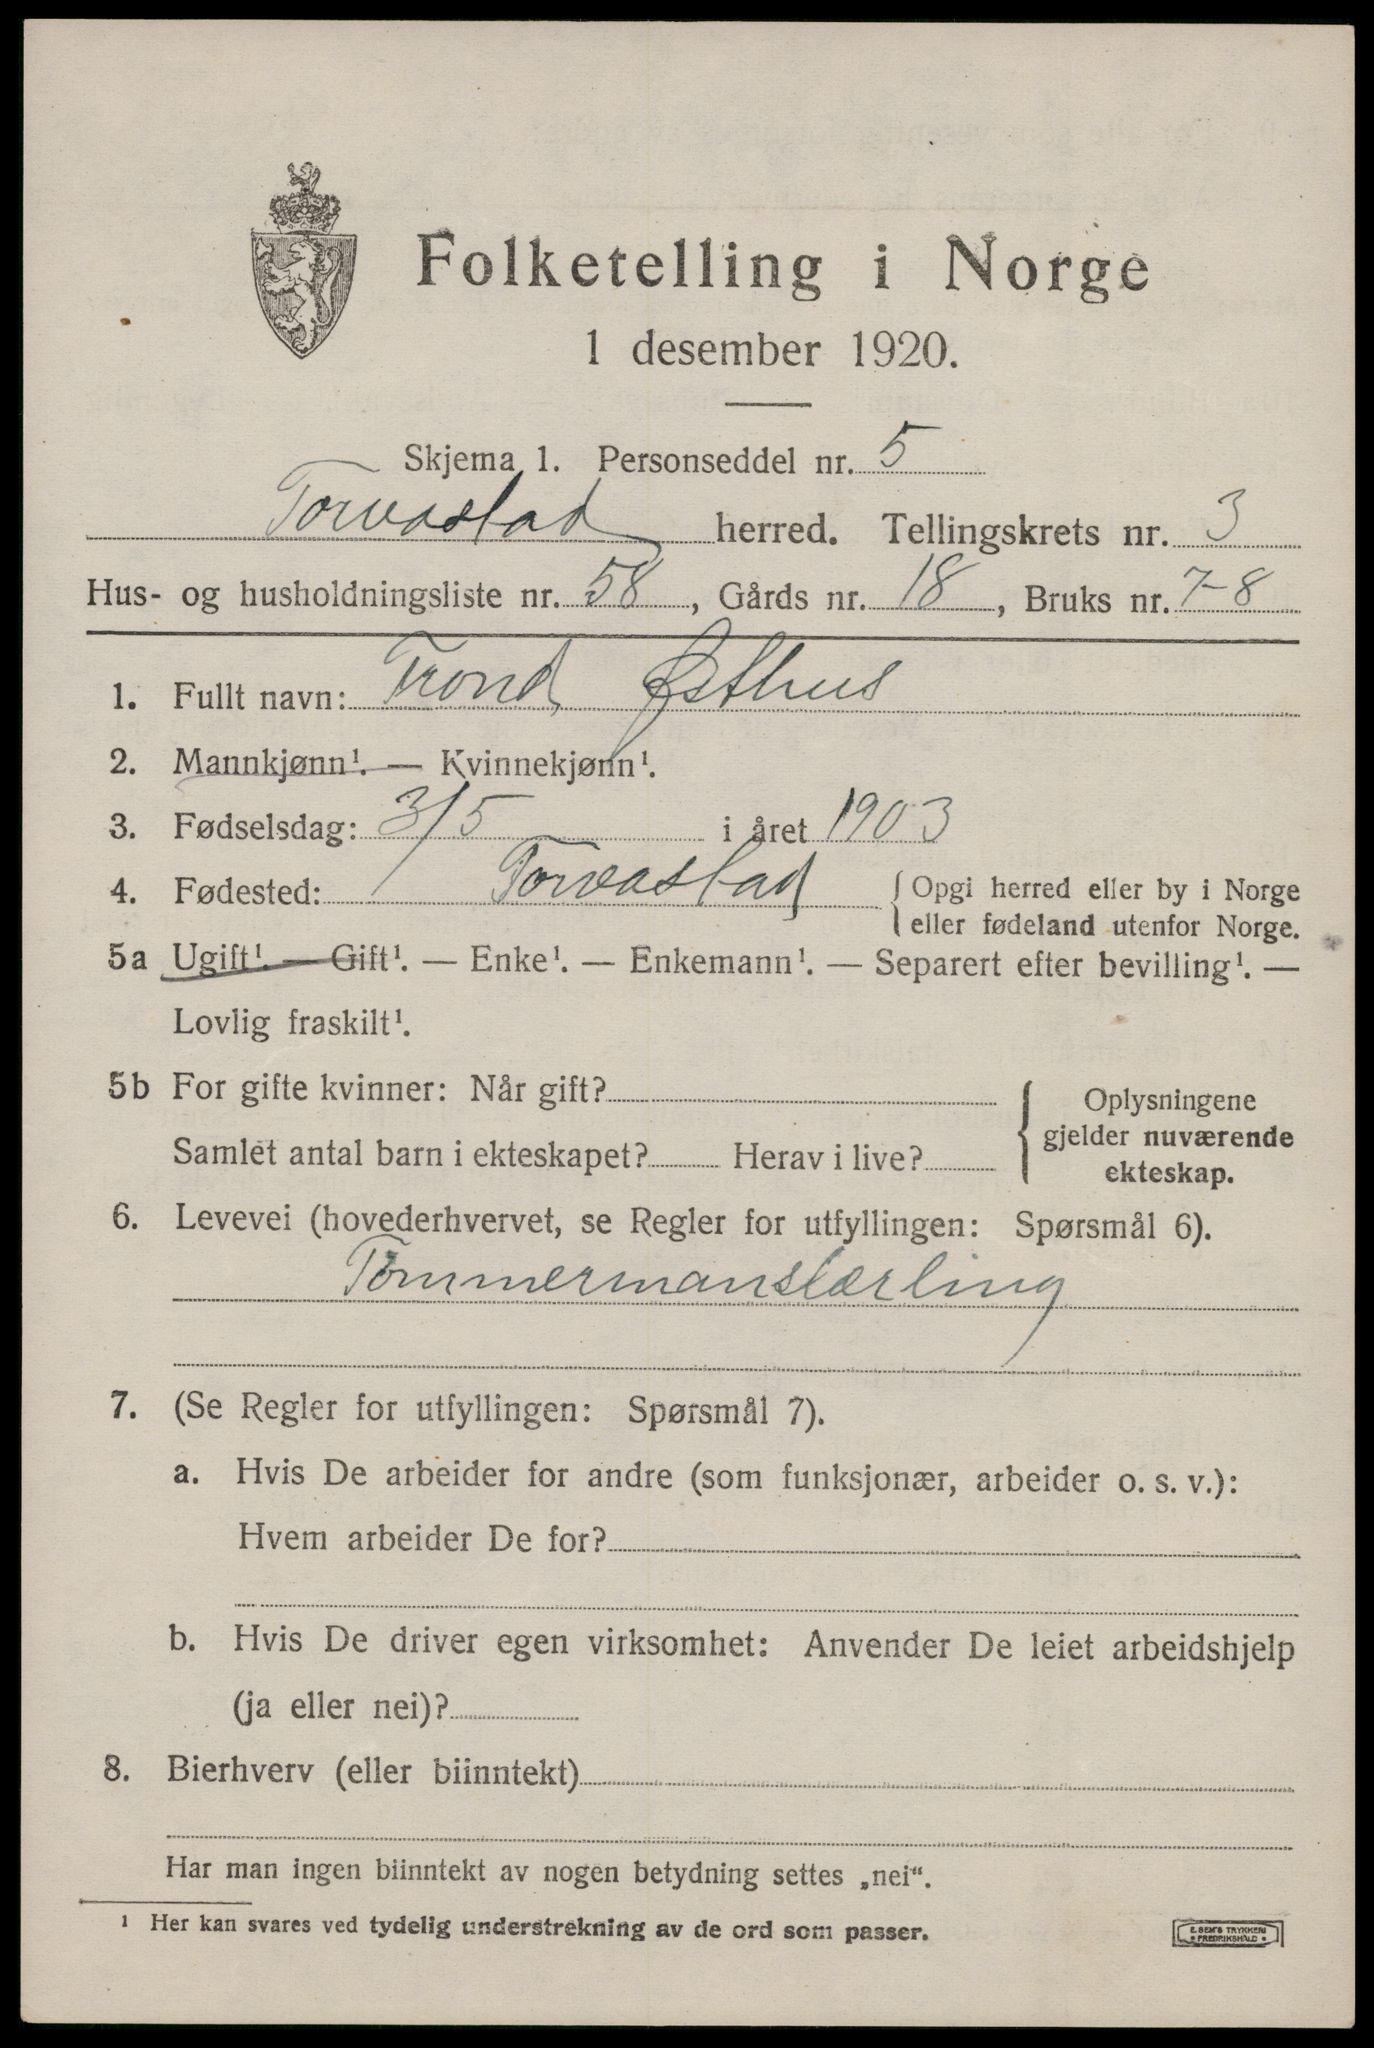 Folketelling i Norge
1 desember 1920.
Skjema 1. Personseddel nr. 5
Torvastad herred. Tellingskrets nr. 3
Hus- og husholdningsliste nr. 58, Gårds nr. 18, Bruks nr. 7-8
1. Fullt navn: Trond Østhus
2. Mannkjønn¹. — Kvinnekjønn¹.
3. Fødselsdag: 3/5 i året 1903
4. Fødested: Torvastad { Opgi herred eller by i Norge
eller fødeland utenfor Norge.
5a Ugift¹. — Gift¹. — Enke¹. — Enkemann¹. — Separert efter bevilling¹. —
Lovlig fraskilt¹.
5b For gifte kvinner: Når gift?
Samlet antal barn i ekteskapet? Herav i live?
{ Oplysningene
gjelder nuværende
ekteskap.
6. Levevei (hovederhvervet, se Regler for utfyllingen: Spørsmål 6).
Tømmermanslærling
7. (Se Regler for utfyllingen: Spørsmål 7).
a. Hvis De arbeider for andre (som funksjonær, arbeider o. s. v.):
Hvem arbeider De for?
b. Hvis De driver egen virksomhet: Anvender De leiet arbeidshjelp
(ja eller nei)?
8. Bierhverv (eller biinntekt)
Har man ingen biinntekt av nogen betydning settes „nei“.
¹ Her kan svares ved tydelig understrekning av de ord som passer.
E. SEM'S TRYKKERI
• FREDRIKSHALD •